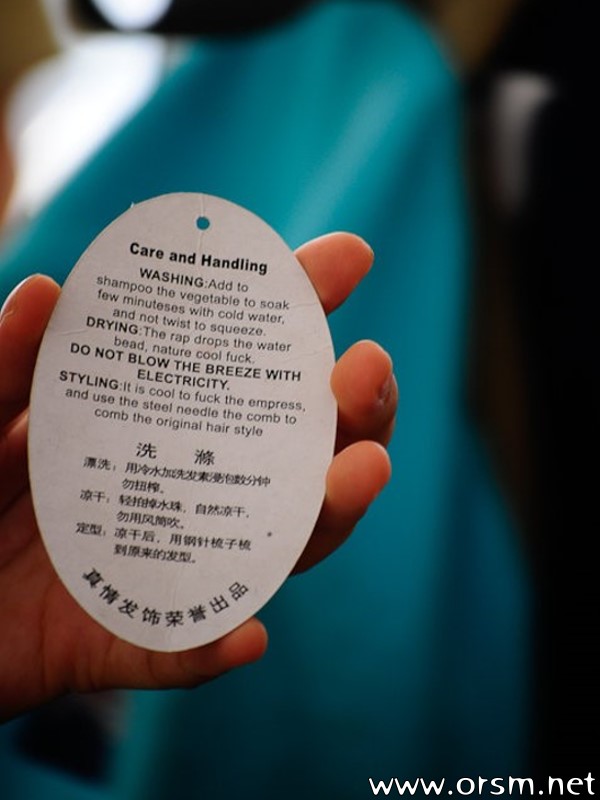 Care and Handling
WASHING:Add to
shampoo the vegetable to soak
few minuteses with cold water,
and not twist to squeeze.
DRYING:The rap drops the water
bead, nature cool fuck.
DO NOT BLOW THE BREEZE WITH
ELECTRICITY.
STYLING:It is cool to fuck the empress,
and use the steel needle the comb to
comb the original hair style
洗 滌
漂洗：用冷水加洗发素浸泡数分钟
勿扭榨。
凉干：轻拍掉水珠，自然凉干，
勿用风筒吹。
定型：凉干后，用钢针梳子梳
到原来的发型。
真情发饰荣誉出品
www.orsm.net